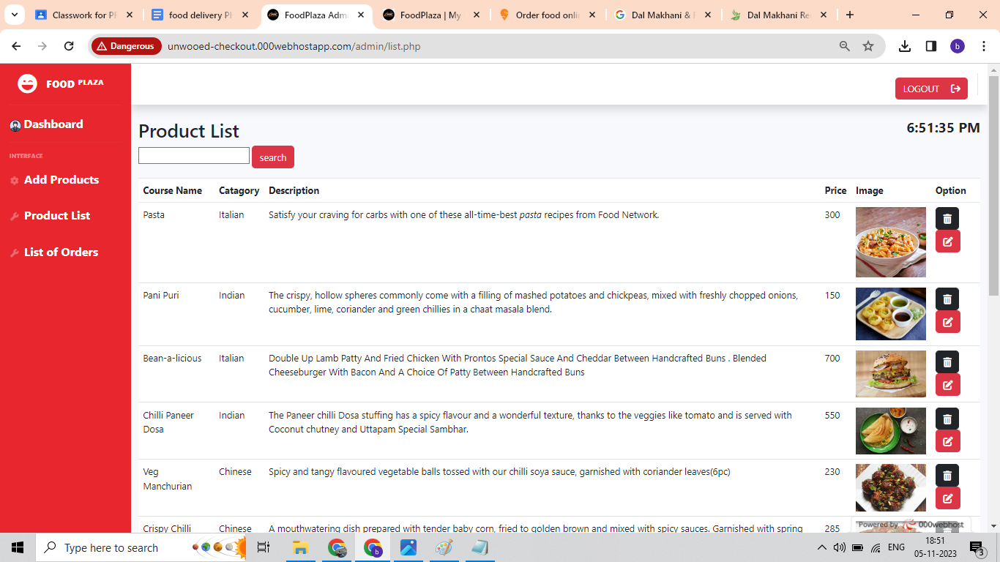 Classwork for PH
food delivery PH
FoodPlaza Admi
FoodPlaza | My
Order food onli
Dal Makhani &
Dal Makhani Re
Dangerous
unwooed-checkout.000webhostapp.com/admin/list.php
b
FOOD PLAZA
LOGOUT
Dashboard
INTERFACE
Add Products
Product List
List of Orders
Product List
6:51:35 PM
search
Course Name Catagory Description Price Image Option
Pasta Italian Satisfy your craving for carbs with one of these all-time-best pasta recipes from Food Network. 300
Pani Puri Indian The crispy, hollow spheres commonly come with a filling of mashed potatoes and chickpeas, mixed with freshly chopped onions, 150
cucumber, lime, coriander and green chillies in a chaat masala blend.
Bean-a-licious Italian Double Up Lamb Patty And Fried Chicken With Prontos Special Sauce And Cheddar Between Handcrafted Buns . Blended 700
Cheeseburger With Bacon And A Choice Of Patty Between Handcrafted Buns
Chilli Paneer Indian The Paneer chilli Dosa stuffing has a spicy flavour and a wonderful texture, thanks to the veggies like tomato and is served with 550
Dosa Coconut chutney and Uttapam Special Sambhar.
Veg Chinese Spicy and tangy flavoured vegetable balls tossed with our chilli soya sauce, garnished with coriander leaves(6pc) 230
Manchurian
Crispy Chilli Chinese A mouthwatering dish prepared with tender baby corn, fried to golden brown and mixed with spicy sauces. Garnished with spring 285
Powered by 000webhost
Type here to search
b
ENG
18:51
05-11-2023
3